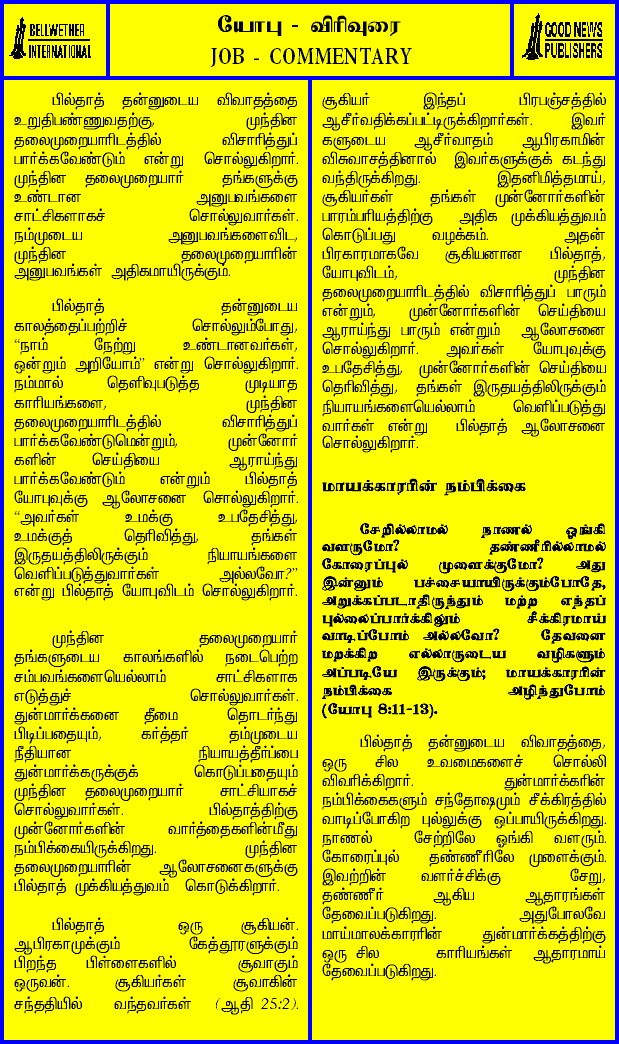 BELLWETHER
INTERNATIONAL
யோபு - விரிவுரை
JOB - COMMENTARY
GOOD NEWS
PUBLISHERS
பில்தாத் தன்னுடைய விவாதத்தை
உறுதிபண்ணுவதற்கு, முந்தின
தலைமுறையாரிடத்தில் விசாரித்துப்
பார்க்கவேண்டும் என்று சொல்லுகிறார்.
முந்தின தலைமுறையார் தங்களுக்கு
உண்டான அனுபவங்களை
சாட்சிகளாகச் சொல்லுவார்கள்.
நம்முடைய அனுபவங்களைவிட,
முந்தின தலைமுறையாரின்
அனுபவங்கள் அதிகமாயிருக்கும்.
பில்தாத் தன்னுடைய
காலத்தைப்பற்றிச் சொல்லும்போது,
“நாம் நேற்று உண்டானவர்கள்,
ஒன்றும் அறியோம்” என்று சொல்லுகிறார்.
நம்மால் தெளிவுபடுத்த முடியாத
காரியங்களை, முந்தின
தலைமுறையாரிடத்தில் விசாரித்துப்
பார்க்கவேண்டுமென்றும், முன்னோர்
களின் செய்தியை ஆராய்ந்து
பார்க்கவேண்டும் என்றும் பில்தாத்
யோபுவுக்கு ஆலோசனை சொல்லுகிறார்.
“அவர்கள் உமக்கு உபதேசித்து,
உமக்குத் தெரிவித்து, தங்கள்
இருதயத்திலிருக்கும் நியாயங்களை
வெளிப்படுத்துவார்கள் அல்லவோ?”
என்று பில்தாத் யோபுவிடம் சொல்லுகிறார்.
முந்தின தலைமுறையார்
தங்களுடைய காலங்களில் நடைபெற்ற
சம்பவங்களையெல்லாம் சாட்சிகளாக
எடுத்துச் சொல்லுவார்கள்.
துன்மார்க்கனை தீமை தொடர்ந்து
பிடிப்பதையும், கர்த்தர் தம்முடைய
நீதியான நியாயத்தீர்ப்பை
துன்மார்க்கருக்குக் கொடுப்பதையும்
முந்தின தலைமுறையார் சாட்சியாகச்
சொல்லுவார்கள். பில்தாத்திற்கு
முன்னோர்களின் வார்த்தைகளின்மீது
நம்பிக்கையிருக்கிறது. முந்தின
தலைமுறையாரின் ஆலோசனைகளுக்கு
பில்தாத் முக்கியத்துவம் கொடுக்கிறார்.
பில்தாத் ஒரு சூகியன்.
ஆபிரகாமுக்கும் கேத்தூரளுக்கும்
பிறந்த பிள்ளைகளில் சூவாகும்
ஒருவன். சூகியர்கள் சூவாகின்
சந்ததியில் வந்தவர்கள் (ஆதி 25:2).
சூகியர் இந்தப் பிரபஞ்சத்தில்
ஆசீர்வதிக்கப்பட்டிருக்கிறார்கள். இவர்
களுடைய ஆசீர்வாதம் ஆபிரகாமின்
விசுவாசத்தினால் இவர்களுக்குக் கடந்து
வந்திருக்கிறது. இதனிமித்தமாய்,
சூகியர்கள் தங்கள் முன்னோர்களின்
பாரம்பரியத்திற்கு அதிக முக்கியத்துவம்
கொடுப்பது வழக்கம். அதன்
பிரகாரமாகவே சூகியனான பில்தாத்,
யோபுவிடம், முந்தின
தலைமுறையாரிடத்தில் விசாரித்துப் பாரும்
என்றும், முன்னோர்களின் செய்தியை
ஆராய்ந்து பாரும் என்றும் ஆலோசனை
சொல்லுகிறார். அவர்கள் யோபுவுக்கு
உபதேசித்து, முன்னோர்களின் செய்தியை
தெரிவித்து, தங்கள் இருதயத்திலிருக்கும்
நியாயங்களையெல்லாம் வெளிப்படுத்து
வார்கள் என்று பில்தாத் ஆலோசனை
சொல்லுகிறார்.
மாயக்காரரின் நம்பிக்கை
சேறில்லாமல் நாணல் ஓங்கி
வளருமோ? தண்ணீரில்லாமல்
கோரைப்புல் முளைக்குமோ? அது
இன்னும் பச்சையாயிருக்கும்போதே,
அறுக்கப்படாதிருந்தும் மற்ற எந்தப்
புல்லைப்பார்க்கிலும் சீக்கிரமாய்
வாடிப்போம் அல்லவோ? தேவனை
மறக்கிற எல்லாருடைய வழிகளும்
அப்படியே இருக்கும்; மாயக்காரரின்
நம்பிக்கை அழிந்துபோம்
(யோபு 8:11-13).
பில்தாத் தன்னுடைய விவாதத்தை,
ஒரு சில உவமைகளைச் சொல்லி
விவரிக்கிறார். துன்மார்க்கரின்
நம்பிக்கைகளும் சந்தோஷமும் சீக்கிரத்தில்
வாடிப்போகிற புல்லுக்கு ஒப்பாயிருக்கிறது.
நாணல் சேற்றிலே ஓங்கி வளரும்.
கோரைப்புல் தண்ணீரிலே முளைக்கும்.
இவற்றின் வளர்ச்சிக்கு சேறு,
தண்ணீர் ஆகிய ஆதாரங்கள்
தேவைப்படுகிறது. அதுபோலவே
மாய்மாலக்காரரின் துன்மார்க்கத்திற்கு
ஒரு சில காரியங்கள் ஆதாரமாய்
தேவைப்படுகிறது.